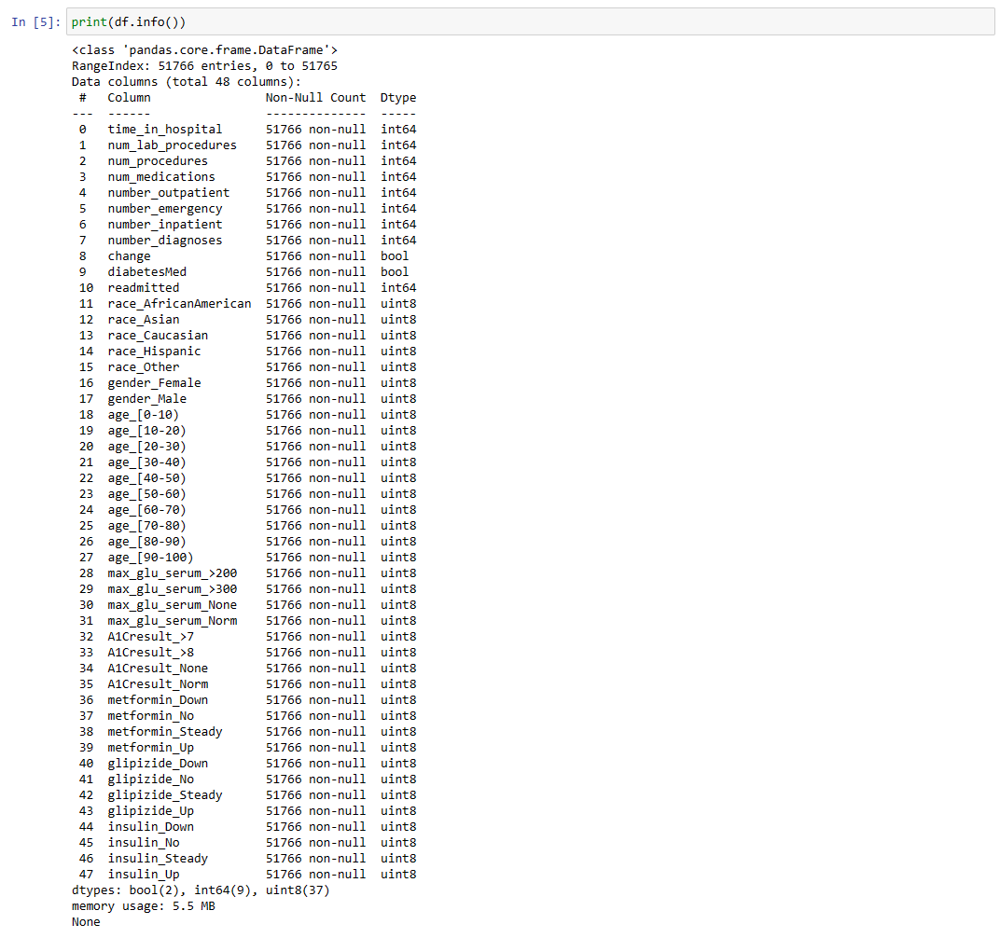 In [5]: print(df.info())
<class 'pandas.core.frame.DataFrame'>
RangeIndex: 51766 entries, 0 to 51765
Data columns (total 48 columns):
 #   Column                Non-Null Count  Dtype
---  ------                --------------  -----
 0   time_in_hospital      51766 non-null  int64
 1   num_lab_procedures    51766 non-null  int64
 2   num_procedures        51766 non-null  int64
 3   num_medications       51766 non-null  int64
 4   number_outpatient     51766 non-null  int64
 5   number_emergency      51766 non-null  int64
 6   number_inpatient      51766 non-null  int64
 7   number_diagnoses      51766 non-null  int64
 8   change                51766 non-null  bool
 9   diabetesMed           51766 non-null  bool
 10  readmitted            51766 non-null  int64
 11  race_AfricanAmerican  51766 non-null  uint8
 12  race_Asian            51766 non-null  uint8
 13  race_Caucasian        51766 non-null  uint8
 14  race_Hispanic         51766 non-null  uint8
 15  race_Other            51766 non-null  uint8
 16  gender_Female         51766 non-null  uint8
 17  gender_Male           51766 non-null  uint8
 18  age_[0-10)            51766 non-null  uint8
 19  age_[10-20)           51766 non-null  uint8
 20  age_[20-30)           51766 non-null  uint8
 21  age_[30-40)           51766 non-null  uint8
 22  age_[40-50)           51766 non-null  uint8
 23  age_[50-60)           51766 non-null  uint8
 24  age_[60-70)           51766 non-null  uint8
 25  age_[70-80)           51766 non-null  uint8
 26  age_[80-90)           51766 non-null  uint8
 27  age_[90-100)          51766 non-null  uint8
 28  max_glu_serum_>200    51766 non-null  uint8
 29  max_glu_serum_>300    51766 non-null  uint8
 30  max_glu_serum_None    51766 non-null  uint8
 31  max_glu_serum_Norm    51766 non-null  uint8
 32  A1Cresult_>7          51766 non-null  uint8
 33  A1Cresult_>8          51766 non-null  uint8
 34  A1Cresult_None        51766 non-null  uint8
 35  A1Cresult_Norm        51766 non-null  uint8
 36  metformin_Down        51766 non-null  uint8
 37  metformin_No          51766 non-null  uint8
 38  metformin_Steady      51766 non-null  uint8
 39  metformin_Up          51766 non-null  uint8
 40  glipizide_Down        51766 non-null  uint8
 41  glipizide_No          51766 non-null  uint8
 42  glipizide_Steady      51766 non-null  uint8
 43  glipizide_Up          51766 non-null  uint8
 44  insulin_Down          51766 non-null  uint8
 45  insulin_No            51766 non-null  uint8
 46  insulin_Steady        51766 non-null  uint8
 47  insulin_Up            51766 non-null  uint8
dtypes: bool(2), int64(9), uint8(37)
memory usage: 5.5 MB
None